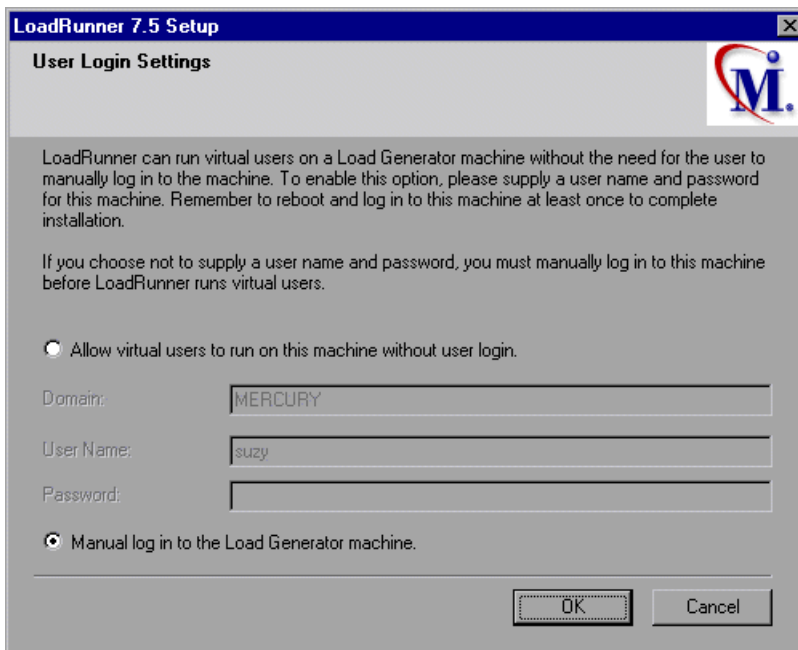 LoadRunner 7.5 Setup
User Login Settings
M.
LoadRunner can run virtual users on a Load Generator machine without the need for the user to
manually log in to the machine. To enable this option, please supply a user name and password
for this machine. Remember to reboot and log in to this machine at least once to complete
installation.
If you choose not to supply a user name and password, you must manually log in to this machine
before LoadRunner runs virtual users.
Allow virtual users to run on this machine without user login.
Domain: MERCURY
User Name: suzy
Password:
Manual log in to the Load Generator machine.
OK Cancel